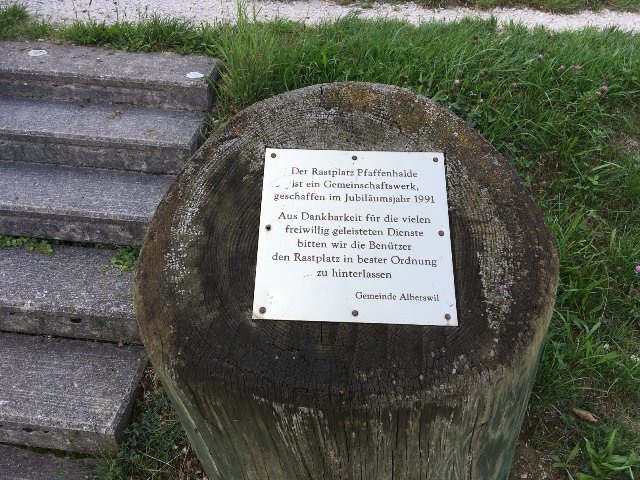 Der Rastplatz Pfaffenhalde
ist ein Gemeinschaftswerk,
geschaffen im Jubiläumsjahr 1991
Aus Dankbarkeit für die vielen
freiwillig geleisteten Dienste
bitten wir die Benützer
den Rastplatz in bester Ordnung
zu hinterlassen
Gemeinde Alberswil